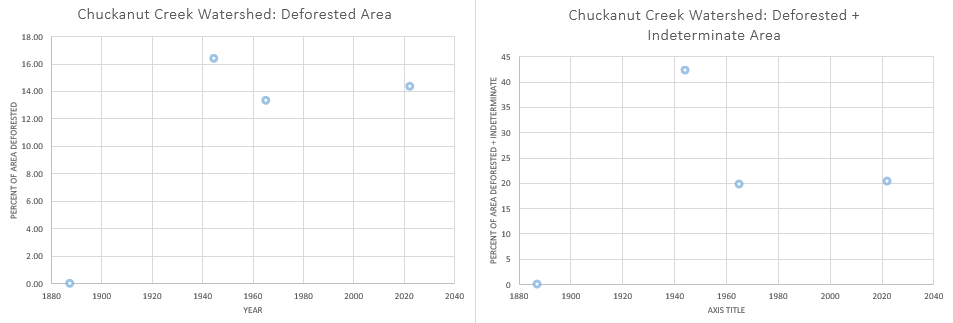 Chuckanut Creek Watershed: Deforested Area
18.00
16.00
14.00
12.00
10.00
8.00
6.00
4.00
2.00
0.00
PERCENT OF AREA DEFORESTED
1880 1900 1920 1940 1960 1980 2000 2020 2040
YEAR
Chuckanut Creek Watershed: Deforested +
Indeterminate Area
45
40
35
30
25
20
15
10
5
0
PERCENT OF AREA DEFORESTED + INDETERMINATE
1880 1900 1920 1940 1960 1980 2000 2020 2040
AXIS TITLE